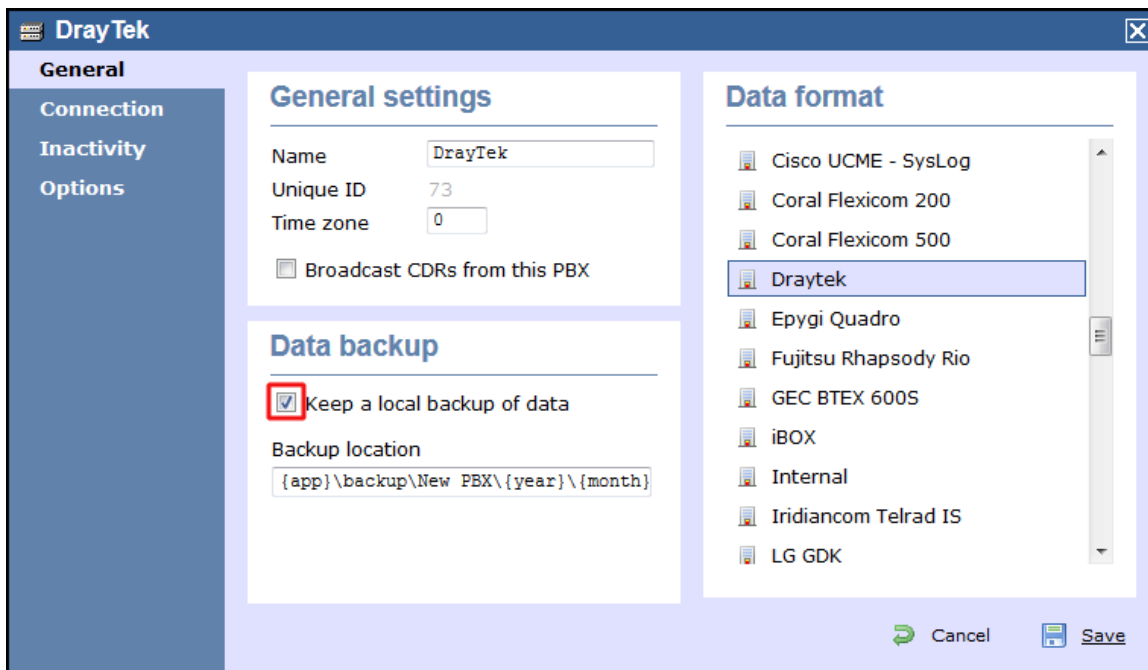 DrayTek
General
Connection
Inactivity
Options
General settings
Name DrayTek
Unique ID 73
Time zone 0
Broadcast CDRs from this PBX
Data backup
Keep a local backup of data
Backup location
{app}\backup\New PBX\{year}\{month}
Data format
Cisco UCME - SysLog
Coral Flexicom 200
Coral Flexicom 500
Draytek
Epygi Quadro
Fujitsu Rhapsody Rio
GEC BTEX 600S
iBOX
Internal
Iridiancom Telrad IS
LG GDK
Cancel Save